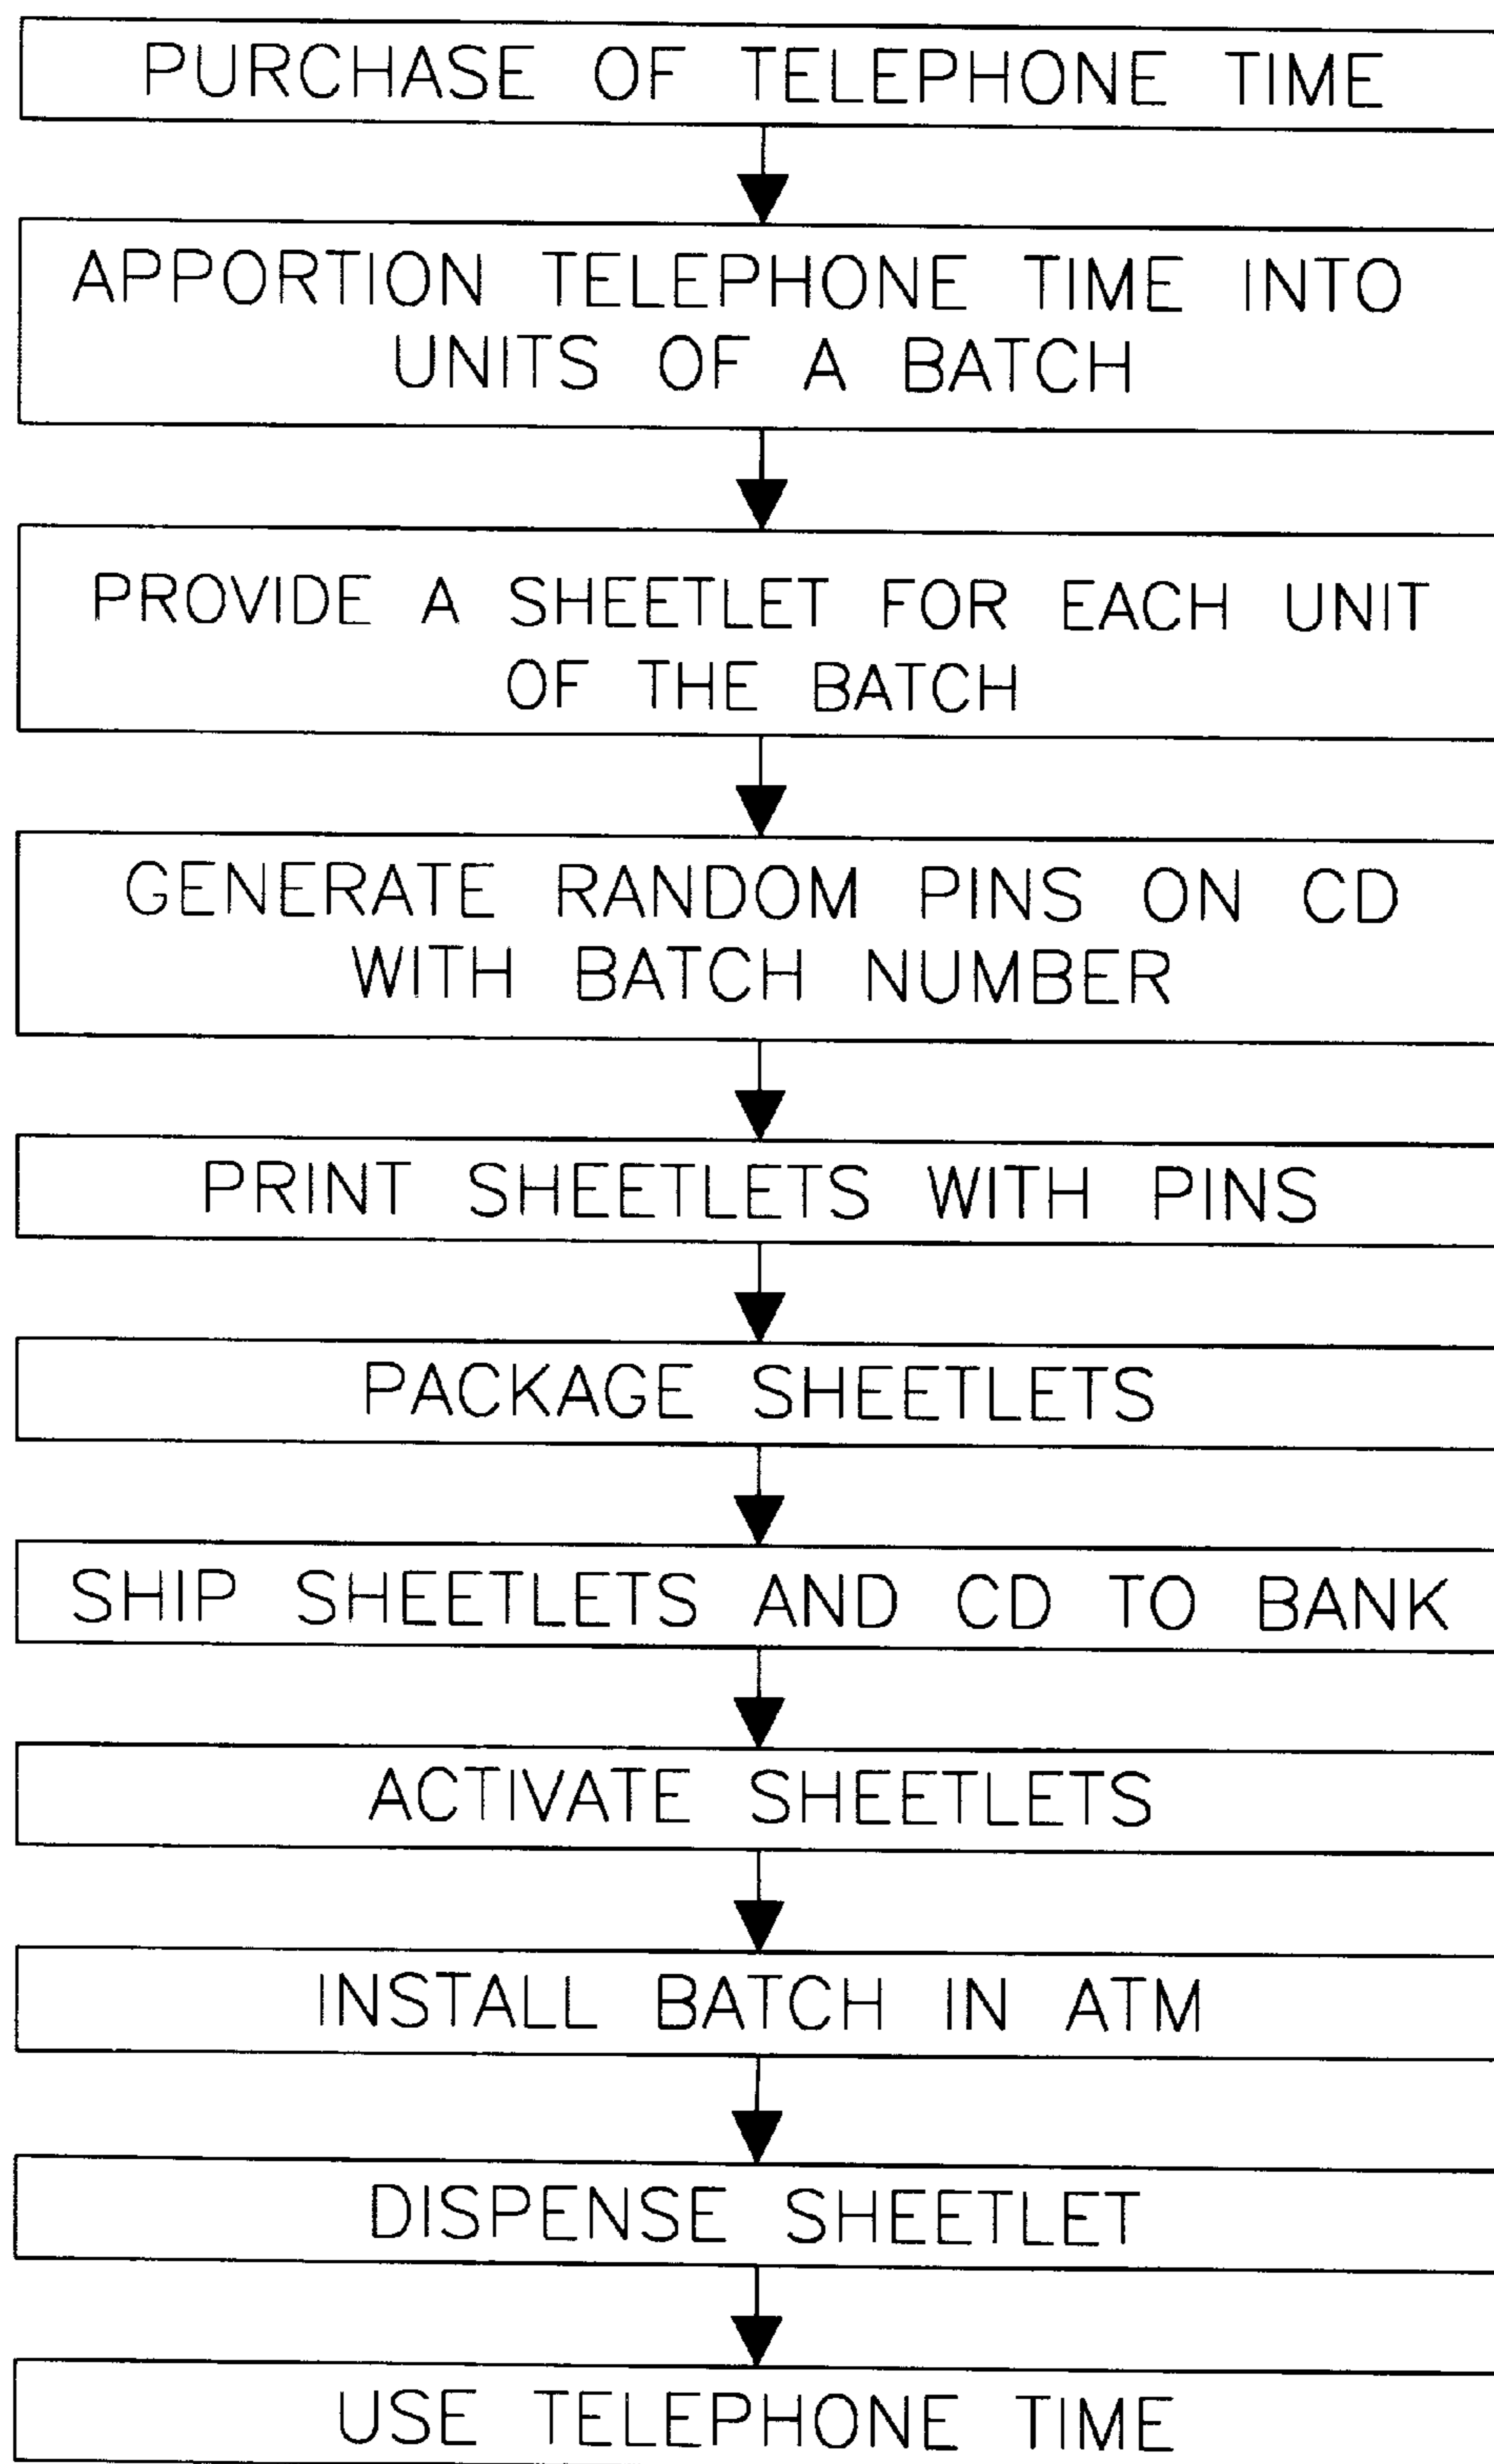 PURCHASE OF TELEPHONE TIME
APPORTION TELEPHONE TIME INTO
UNITS OF A BATCH
PROVIDE A SHEETLET FOR EACH UNIT
OF THE BATCH
GENERATE RANDOM PINS ON CD
WITH BATCH NUMBER
PRINT SHEETLETS WITH PINS
PACKAGE SHEETLETS
SHIP SHEETLETS AND CD TO BANK
ACTIVATE SHEETLETS
INSTALL BATCH IN ATM
DISPENSE SHEETLET
USE TELEPHONE TIME